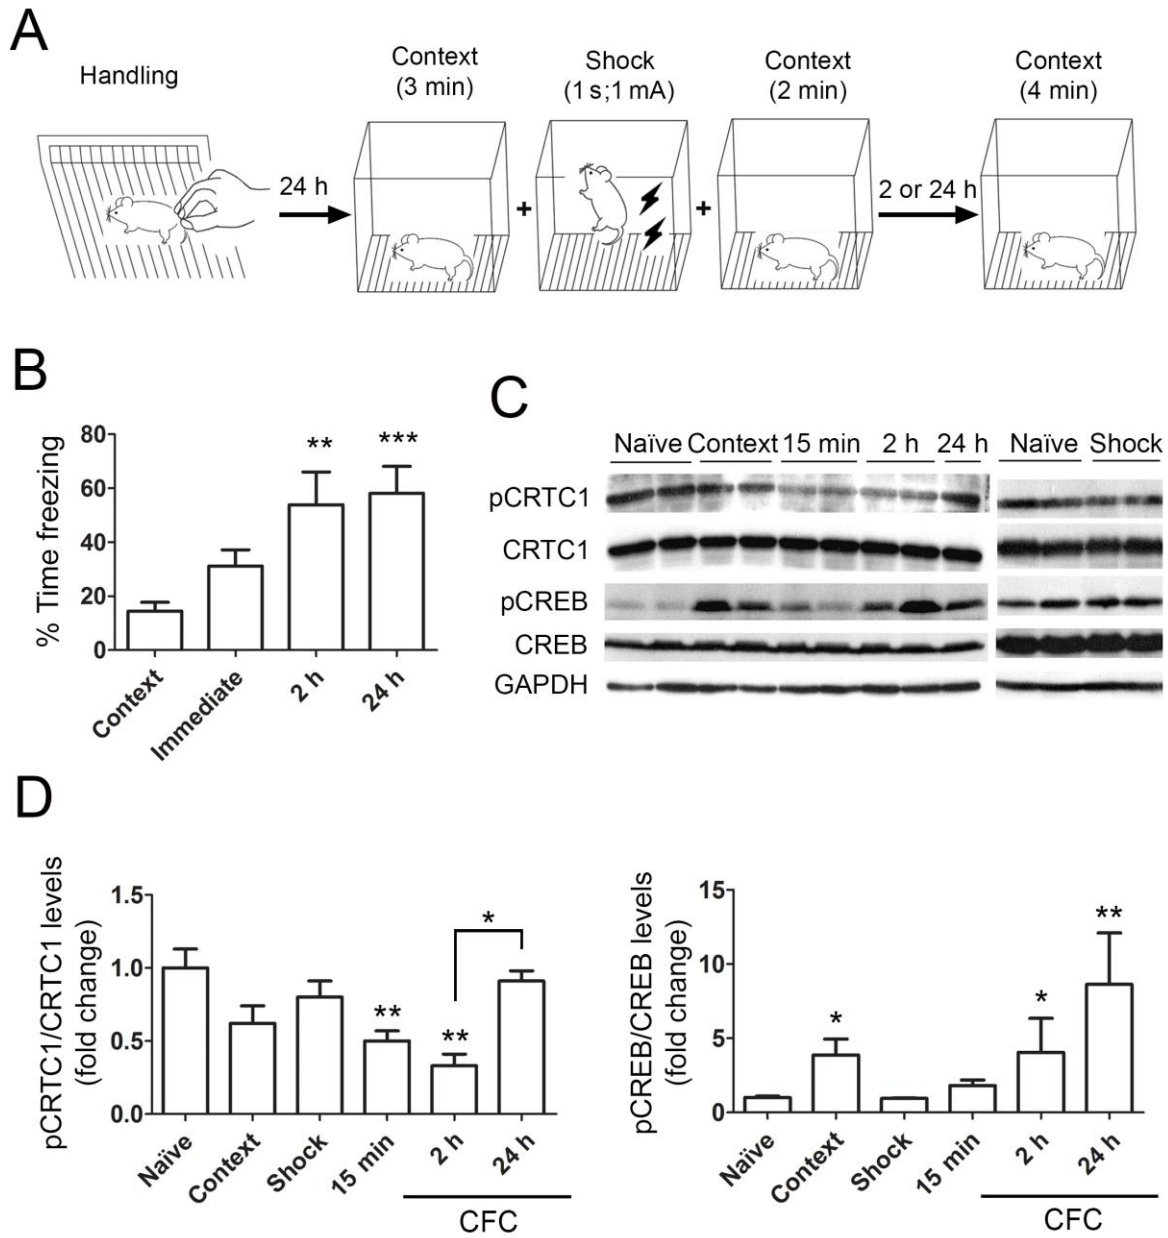 A
Handling
24 h
Context
(3 min)
+
Shock
(1 s;1 mA)
+
Context
(2 min)
2 or 24 h
Context
(4 min)
B
% Time freezing
80
60
40
20
0
**
***
Context
Immediate
2 h
24 h
C
Naïve Context 15 min 2 h 24 h Naïve Shock
pCRTC1
CRTC1
pCREB
CREB
GAPDH
D
pCRTC1/CRTC1 levels
(fold change)
1.5
1.0
0.5
0.0
**
**
*
Naïve
Context
Shock
15 min
2 h
24 h
CFC
pCREB/CREB levels
(fold change)
15
10
5
0
*
*
**
Naïve
Context
Shock
15 min
2 h
24 h
CFC